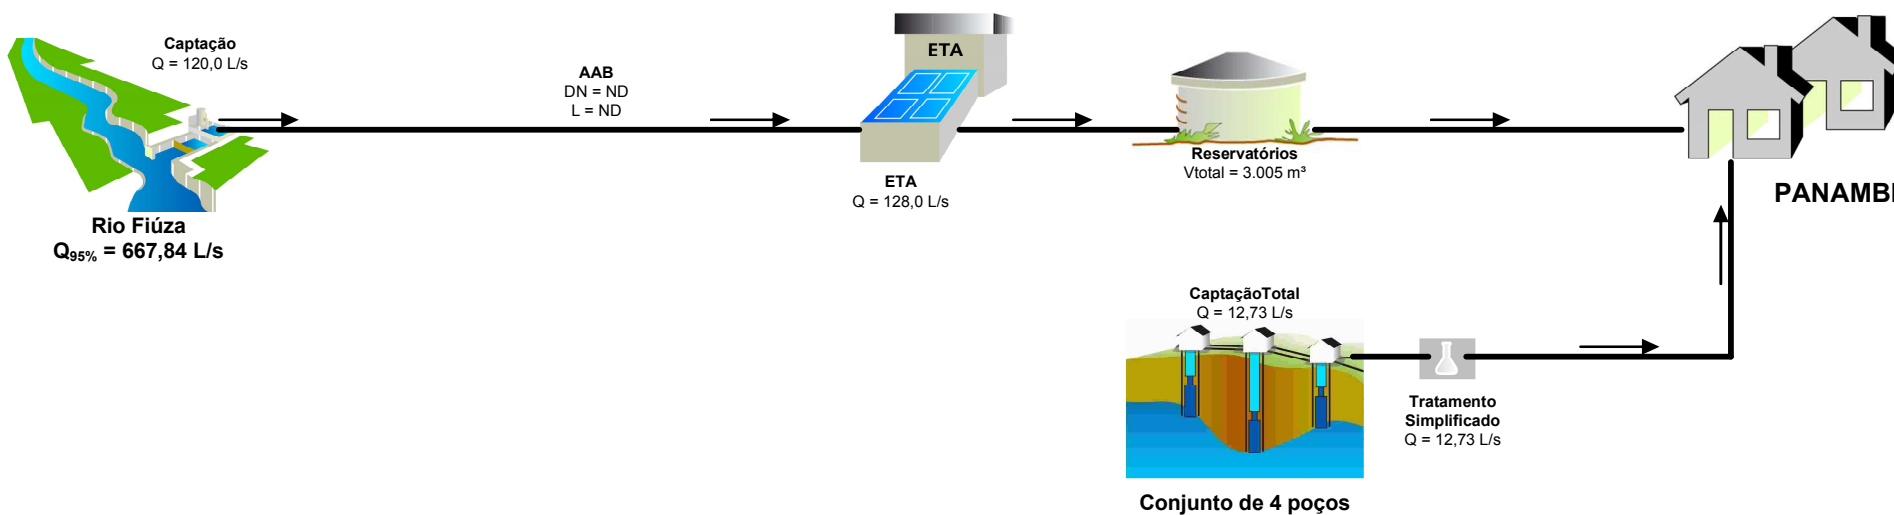 Captação
Q = 120,0 L/s
AAB
DN = ND
L = ND
ETA
ETA
Q = 128,0 L/s
Reservatórios
Vtotal = 3.005 m³
PANAMBI
Rio Fiúza
Q95% = 667,84 L/s
CaptaçãoTotal
Q = 12,73 L/s
Tratamento
Simplificado
Q = 12,73 L/s
Conjunto de 4 poços